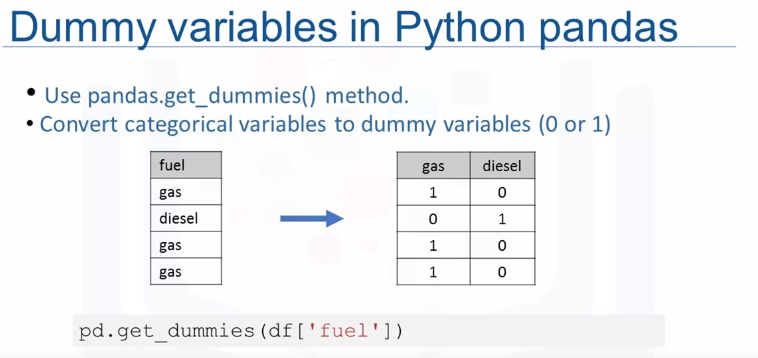 Dummy variables in Python pandas
• Use pandas.get_dummies() method.
• Convert categorical variables to dummy variables (0 or 1)
fuel
gas
diesel
gas
gas
gas diesel
1 0
0 1
1 0
1 0
pd.get_dummies(df['fuel'])